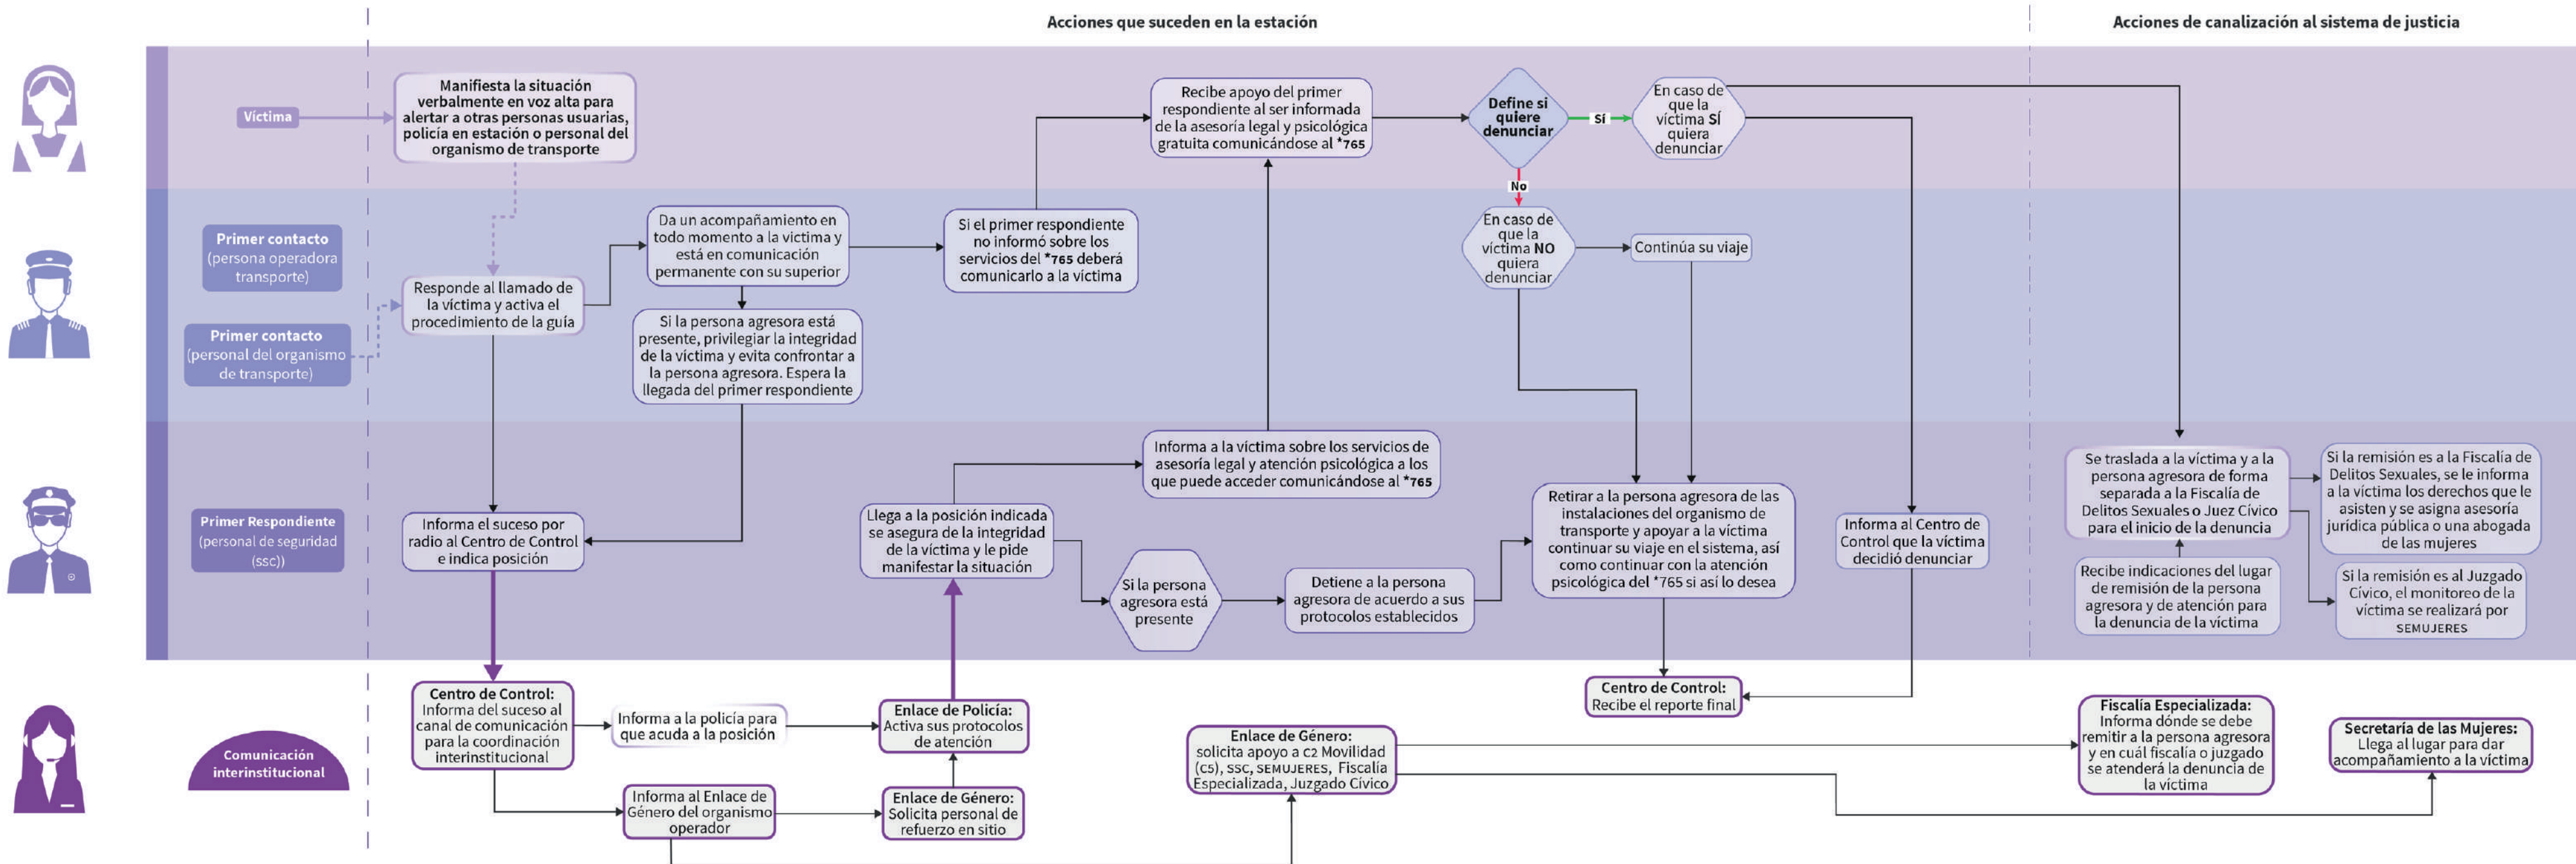 Acciones que suceden en la estación
Acciones de canalización al sistema de justicia
Víctima
Manifiesta la situación
verbalmente en voz alta para
alertar a otras personas usuarias,
policía en estación o personal del
organismo de transporte
Recibe apoyo del primer
respondiente al ser informada
de la asesoría legal y psicológica
gratuita comunicándose al *765
Define si
quiere
denunciar
Sí
En caso de
que la
víctima SÍ
quiera
denunciar
No
Primer contacto
(persona operadora
transporte)
Primer contacto
(personal del organismo
de transporte)
Responde al llamado de
la víctima y activa el
procedimiento de la guía
Da un acompañamiento en
todo momento a la victima y
está en comunicación
permanente con su superior
Si la persona agresora está
presente, privilegiar la integridad
de la víctima y evita confrontar a
la persona agresora. Espera la
llegada del primer respondiente
Si el primer respondiente
no informó sobre los
servicios del *765 deberá
comunicarlo a la víctima
En caso de
que la
víctima NO
quiera
denunciar
Continúa su viaje
Primer Respondiente
(personal de seguridad
(ssc))
Informa el suceso por
radio al Centro de Control
e indica posición
Llega a la posición indicada
se asegura de la integridad
de la víctima y le pide
manifestar la situación
Informa a la víctima sobre los servicios de
asesoría legal y atención psicológica a los
que puede acceder comunicándose al *765
Si la persona
agresora está
presente
Detiene a la persona
agresora de acuerdo a sus
protocolos establecidos
Retirar a la persona agresora de las
instalaciones del organismo de
transporte y apoyar a la víctima
continuar su viaje en el sistema, así
como continuar con la atención
psicológica del *765 si así lo desea
Informa al Centro de
Control que la víctima
decidió denunciar
Se traslada a la víctima y a la
persona agresora de forma
separada a la Fiscalía de
Delitos Sexuales o Juez Cívico
para el inicio de la denuncia
Recibe indicaciones del lugar
de remisión de la persona
agresora y de atención para
la denuncia de la víctima
Si la remisión es a la Fiscalía de
Delitos Sexuales, se le informa
a la víctima los derechos que le
asisten y se asigna asesoría
jurídica pública o una abogada
de las mujeres
Si la remisión es al Juzgado
Cívico, el monitoreo de la
víctima se realizará por
SEMUJERES
Comunicación
interinstitucional
Centro de Control:
Informa del suceso al
canal de comunicación
para la coordinación
interinstitucional
Informa a la policía para
que acuda a la posición
Enlace de Policía:
Activa sus protocolos
de atención
Informa al Enlace de
Género del organismo
operador
Enlace de Género:
Solicita personal de
refuerzo en sitio
Enlace de Género:
solicita apoyo a C2 Movilidad
(C5), SSC, SEMUJERES, Fiscalía
Especializada, Juzgado Cívico
Centro de Control:
Recibe el reporte final
Fiscalía Especializada:
Informa dónde se debe
remitir a la persona agresora
y en cuál fiscalía o juzgado
se atenderá la denuncia de
la víctima
Secretaría de las Mujeres:
Llega al lugar para dar
acompañamiento a la víctima